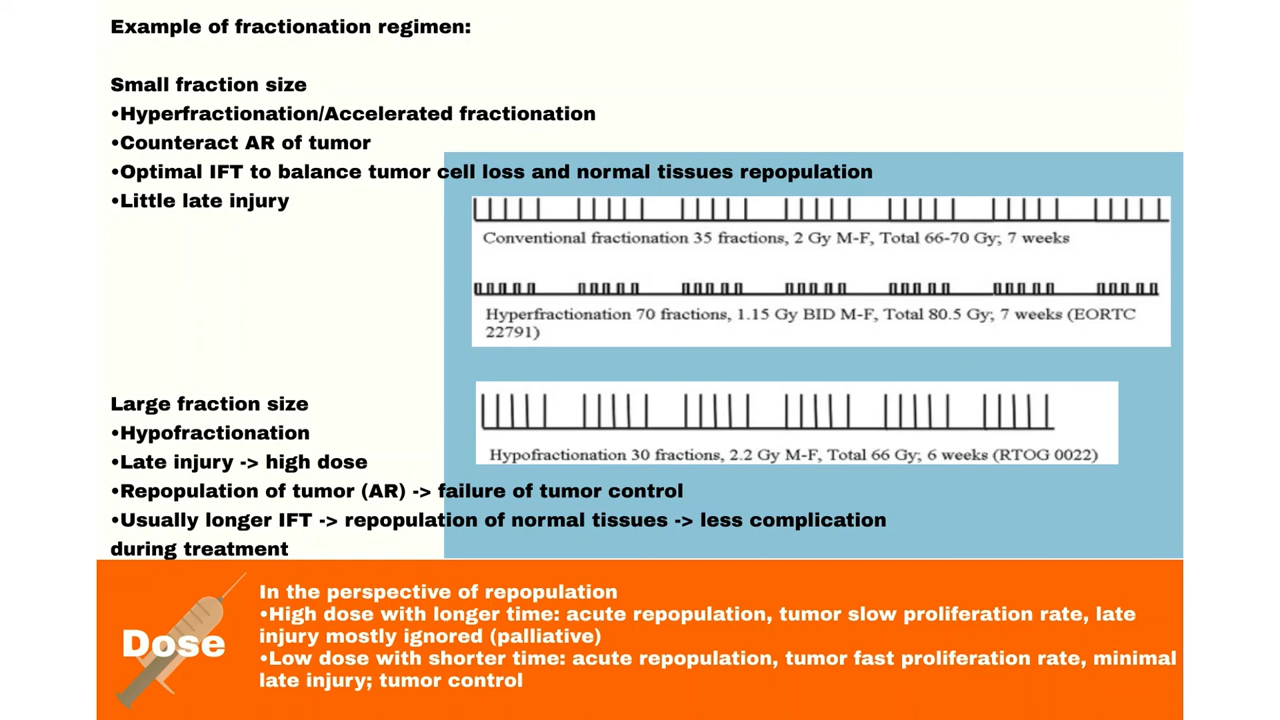 Example of fractionation regimen:
Small fraction size
•Hyperfractionation/Accelerated fractionation
•Counteract AR of tumor
•Optimal IFT to balance tumor cell loss and normal tissues repopulation
•Little late injury
Conventional fractionation 35 fractions, 2 Gy M-F, Total 66-70 Gy; 7 weeks
Hyperfractionation 70 fractions, 1.15 Gy BID M-F, Total 80.5 Gy; 7 weeks (EORTC
22791)
Large fraction size
•Hypofractionation
•Late injury -> high dose
•Repopulation of tumor (AR) -> failure of tumor control
•Usually longer IFT -> repopulation of normal tissues -> less complication
during treatment
Hypofractionation 30 fractions, 2.2 Gy M-F, Total 66 Gy; 6 weeks (RTOG 0022)
Dose
In the perspective of repopulation
•High dose with longer time: acute repopulation, tumor slow proliferation rate, late
injury mostly ignored (palliative)
•Low dose with shorter time: acute repopulation, tumor fast proliferation rate, minimal
late injury; tumor control